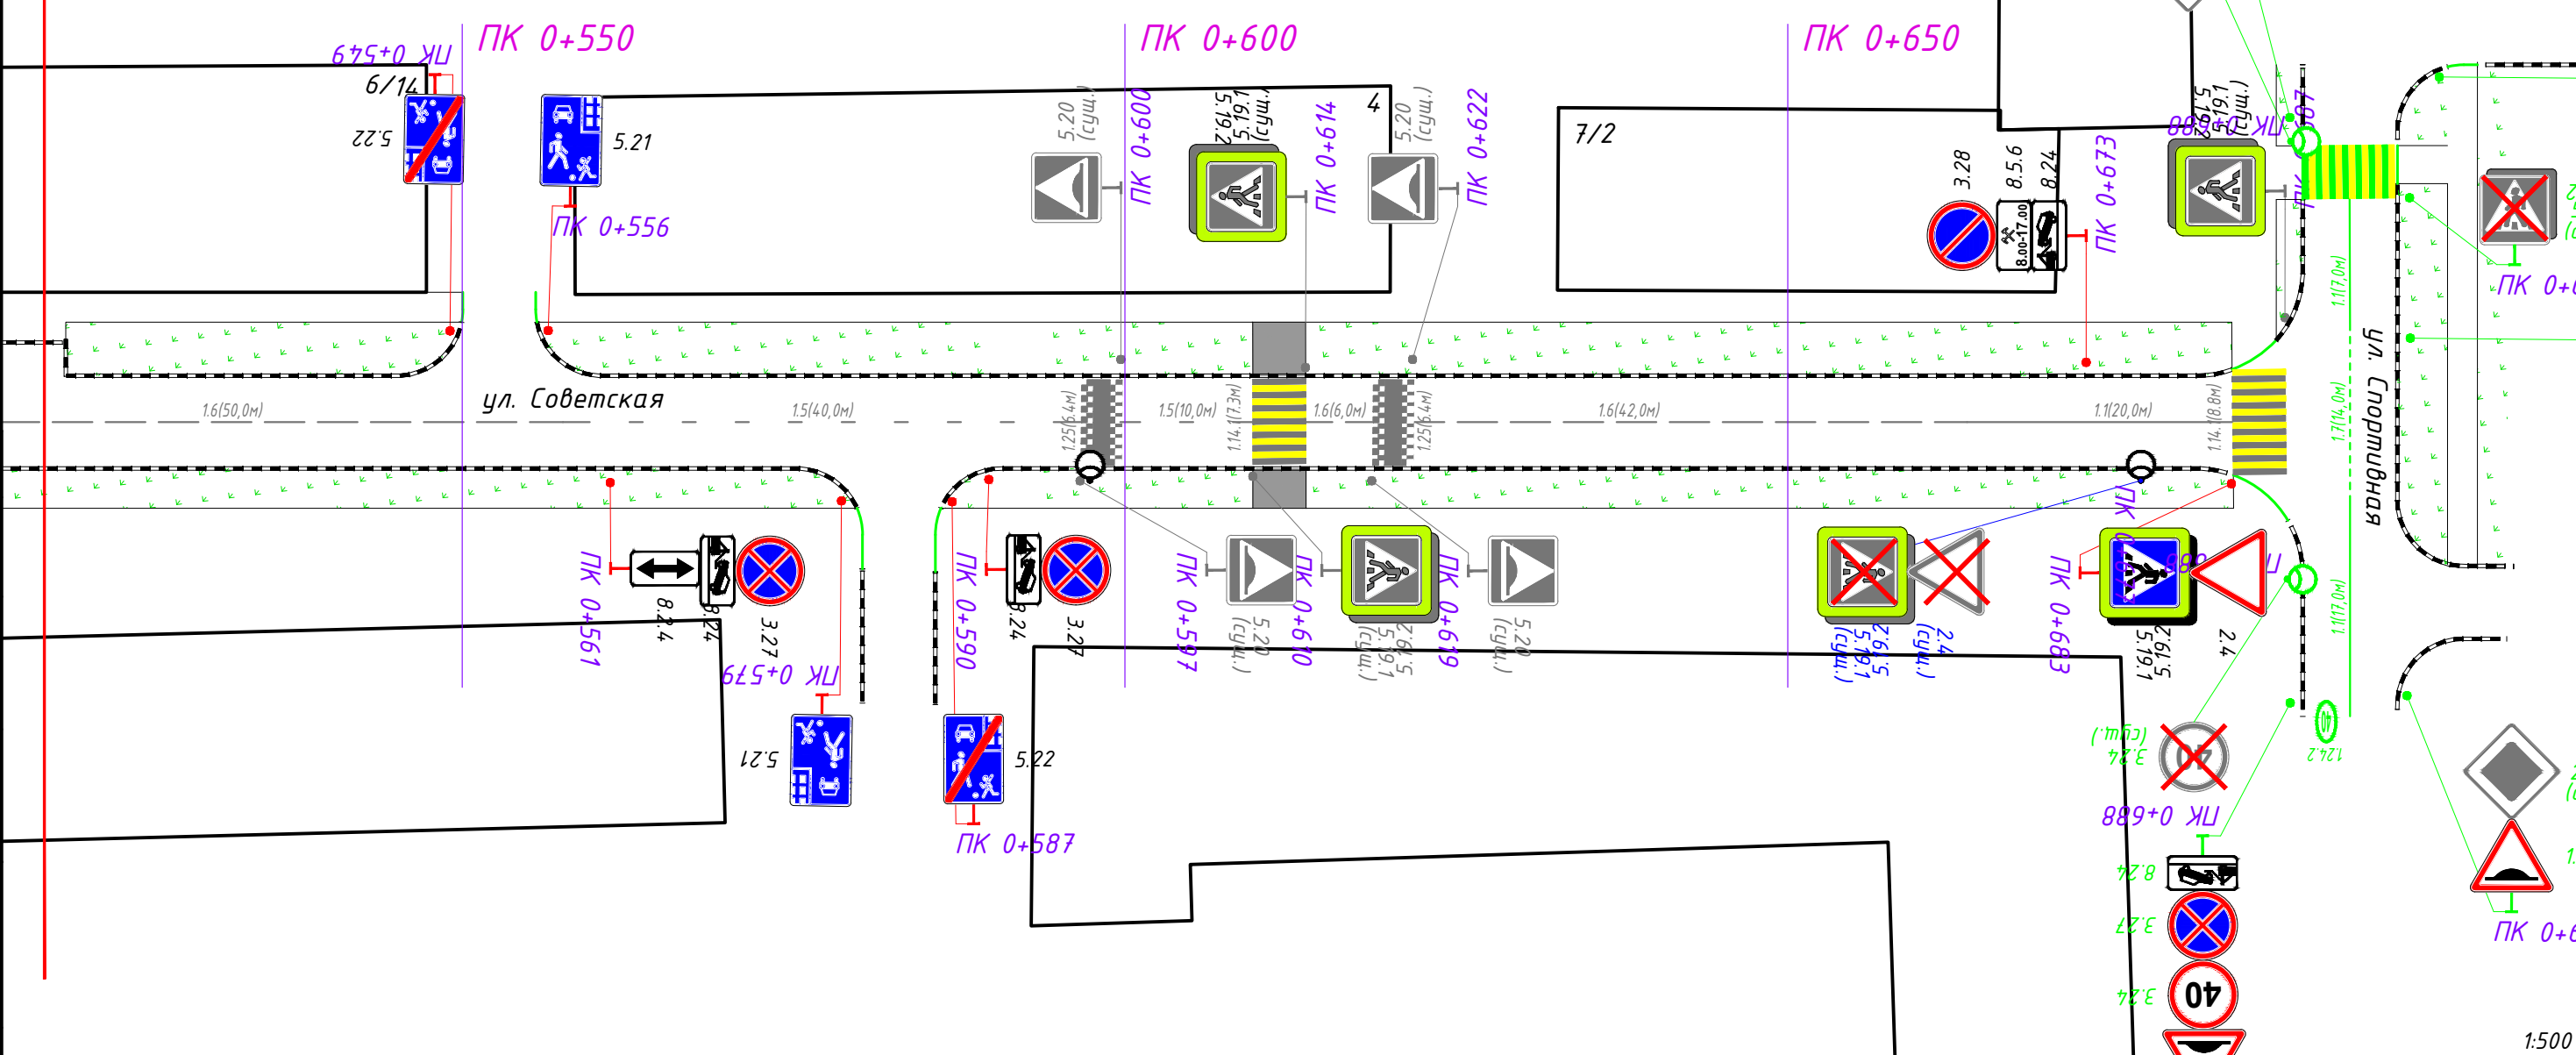 ПК 0+550
ПК 0+600
ПК 0+650
ПК 0+549
9/14
5.22
5.21
ПК 0+556
5.20
(сущ.)
ПК 0+600
5.19.2
5.19.1
(сущ.)
ПК 0+614
4
5.20
(сущ.)
ПК 0+622
7/2
3.28
8.5.6
8.24
8.00-17.00
ПК 0+673
5.19.2
5.19.1
(сущ.)
ПК 0+688
ул. Советская
1.6(50,0м)
1.5(40,0м)
1.25(6.4м)
1.5(10,0м)
1.14.1(7.3м)
1.6(6,0м)
1.25(6.4м)
1.6(42,0м)
1.1(20,0м)
1.14.1(8.8м)
1.1(7,0м)
1.7(14,0м)
1.1(17,0м)
ул. Спортивная
ПК 0+561
8.2.4
8.24
3.27
ПК 0+590
8.24
3.27
ПК 0+597
5.20
(сущ.)
ПК 0+610
5.19.2
5.19.1
(сущ.)
ПК 0+619
5.20
(сущ.)
5.19.2
5.19.1
(сущ.)
2.4
(сущ.)
ПК 0+683
5.19.2
5.19.1
2.4
ПК 0+579
5.21
5.22
ПК 0+587
3.24
(сущ.)
40
40
1.24.2
ПК 0+688
8.24
3.27
3.24
40
1:500